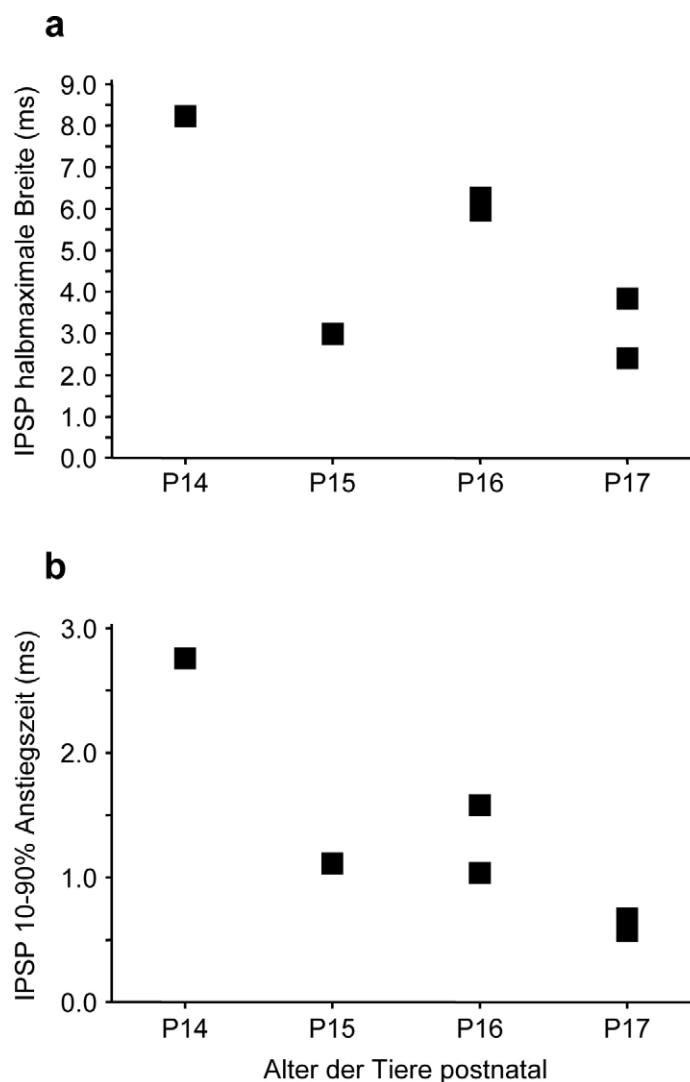 a
IPSP halbmaximale Breite (ms)
9.0
8.0
7.0
6.0
5.0
4.0
3.0
2.0
1.0
0.0
P14 P15 P16 P17
b
IPSP 10-90% Anstiegszeit (ms)
3.0
2.0
1.0
0.0
P14 P15 P16 P17
Alter der Tiere postnatal